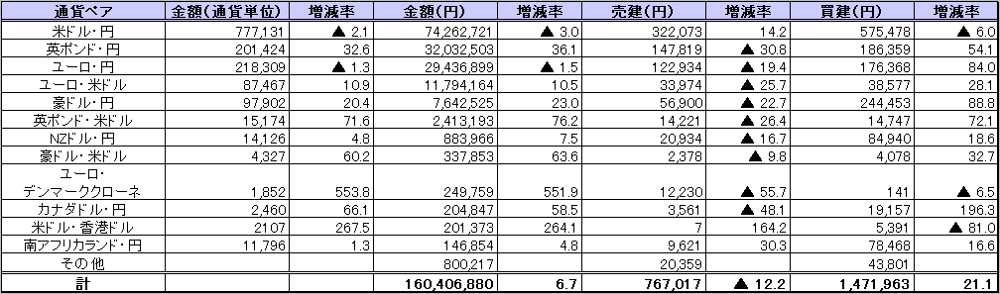 通貨ペア 金額(通貨単位) 増減率 金額(円) 増減率 売建 増減率 買建 増減率
米ドル・円 777,131 ▲ 2.1 74,262,721 ▲ 3.0 322,073 14.2 575,478 ▲ 6.0
英ポンド・円 201,424 32.6 32,032,503 36.1 147,819 ▲ 30.8 186,359 54.1
ユーロ・円 218,309 ▲ 1.3 29,436,899 ▲ 1.5 122,934 ▲ 19.4 176,368 84.0
ユーロ・米ドル 87,467 10.9 11,794,164 10.5 33,974 ▲ 25.7 38,577 28.1
豪ドル・円 97,902 20.4 7,642,525 23.0 56,900 ▲ 22.7 244,453 88.8
英ポンド・米ドル 15,174 71.6 2,413,193 76.2 14,221 ▲ 26.4 14,747 72.1
NZドル・円 14,126 4.8 883,966 7.5 20,934 ▲ 16.7 84,940 18.6
豪ドル・米ドル 4,327 60.2 337,853 63.6 2,378 ▲ 9.8 4,078 32.7
ユーロ・
デンマーククローネ 1,852 553.8 249,759 551.9 12,230 ▲ 55.7 141 ▲ 6.5
カナダドル・円 2,460 66.1 204,847 58.5 3,561 ▲ 48.1 19,157 196.3
米ドル・香港ドル 2107 267.5 201,373 264.1 7 164.2 5,391 ▲ 81.0
南アフリカランド・円 11,796 1.3 146,854 4.8 9,621 30.3 78,468 16.6
その他 800,217 20,359 43,801
計 160,406,880 6.7 767,017 ▲ 12.2 1,471,963 21.1